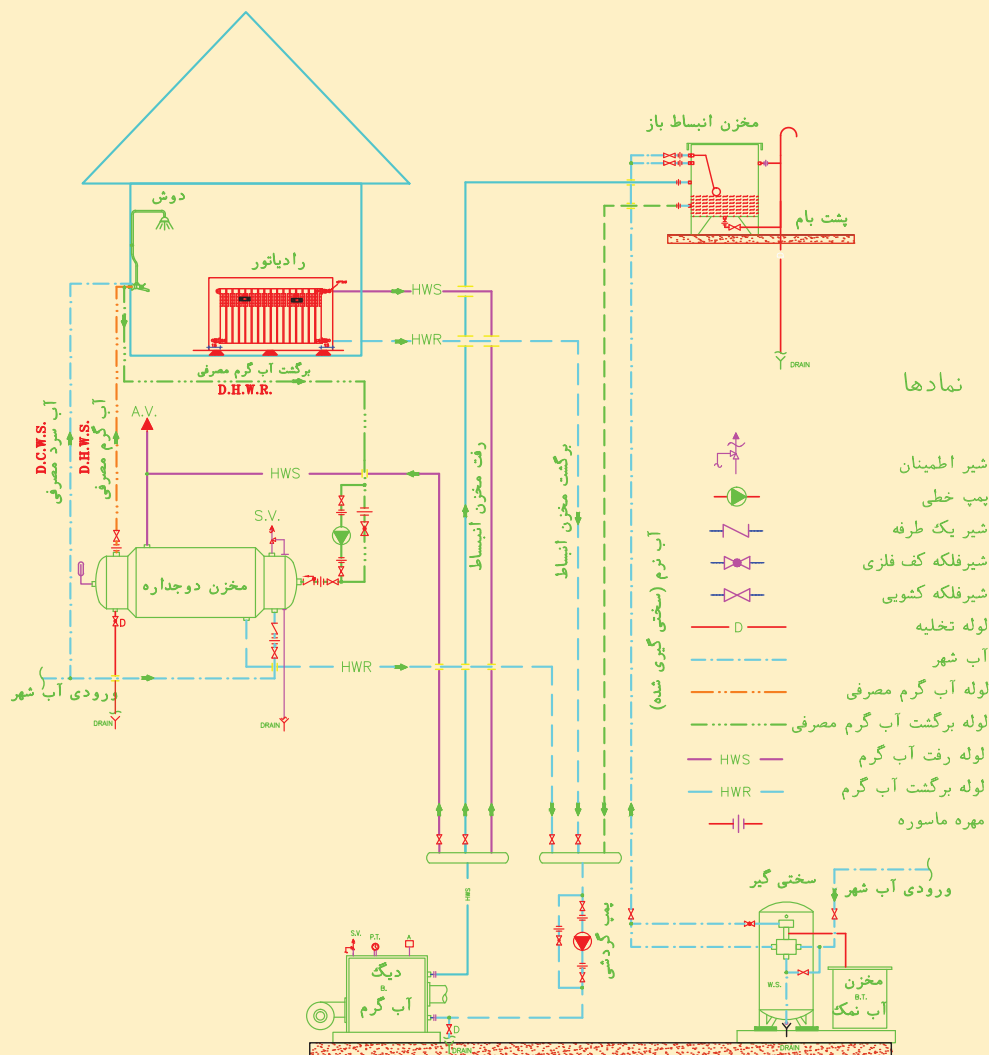 مخزن انبساط باز
دوش
پشت بام
رادیاتور
HWS
HWR
برگشت آب گرم مصرفی
D.H.W.R.
DRAIN
نمادها
A.V.
D.C.W.S.
آب سرد مصرفی
D.H.W.S.
آب گرم مصرفی
HWS
رفت مخزن انبساط
برگشت مخزن انبساط
آب نرم (سختی گیری شده)
S.V.
مخزن دوجداره
D
HWR
ورودی آب شهر
DRAIN
DRAIN
شیر اطمینان
پمپ خطی
شیر یک طرفه
شیرفلکه کف فلزی
شیرفلکه کشویی
D لوله تخلیه
آب شهر
لوله آب گرم مصرفی
لوله برگشت آب گرم مصرفی
HWS لوله رفت آب گرم
HWR لوله برگشت آب گرم
مهره ماسوره
سختی گیر
ورودی آب شهر
HWS
پمپ گردشی
S.V.
P.T.
A
دیگ
B.
آب گرم
D
DRAIN
W.S.
مخزن
B.T.
آب نمک
DRAIN